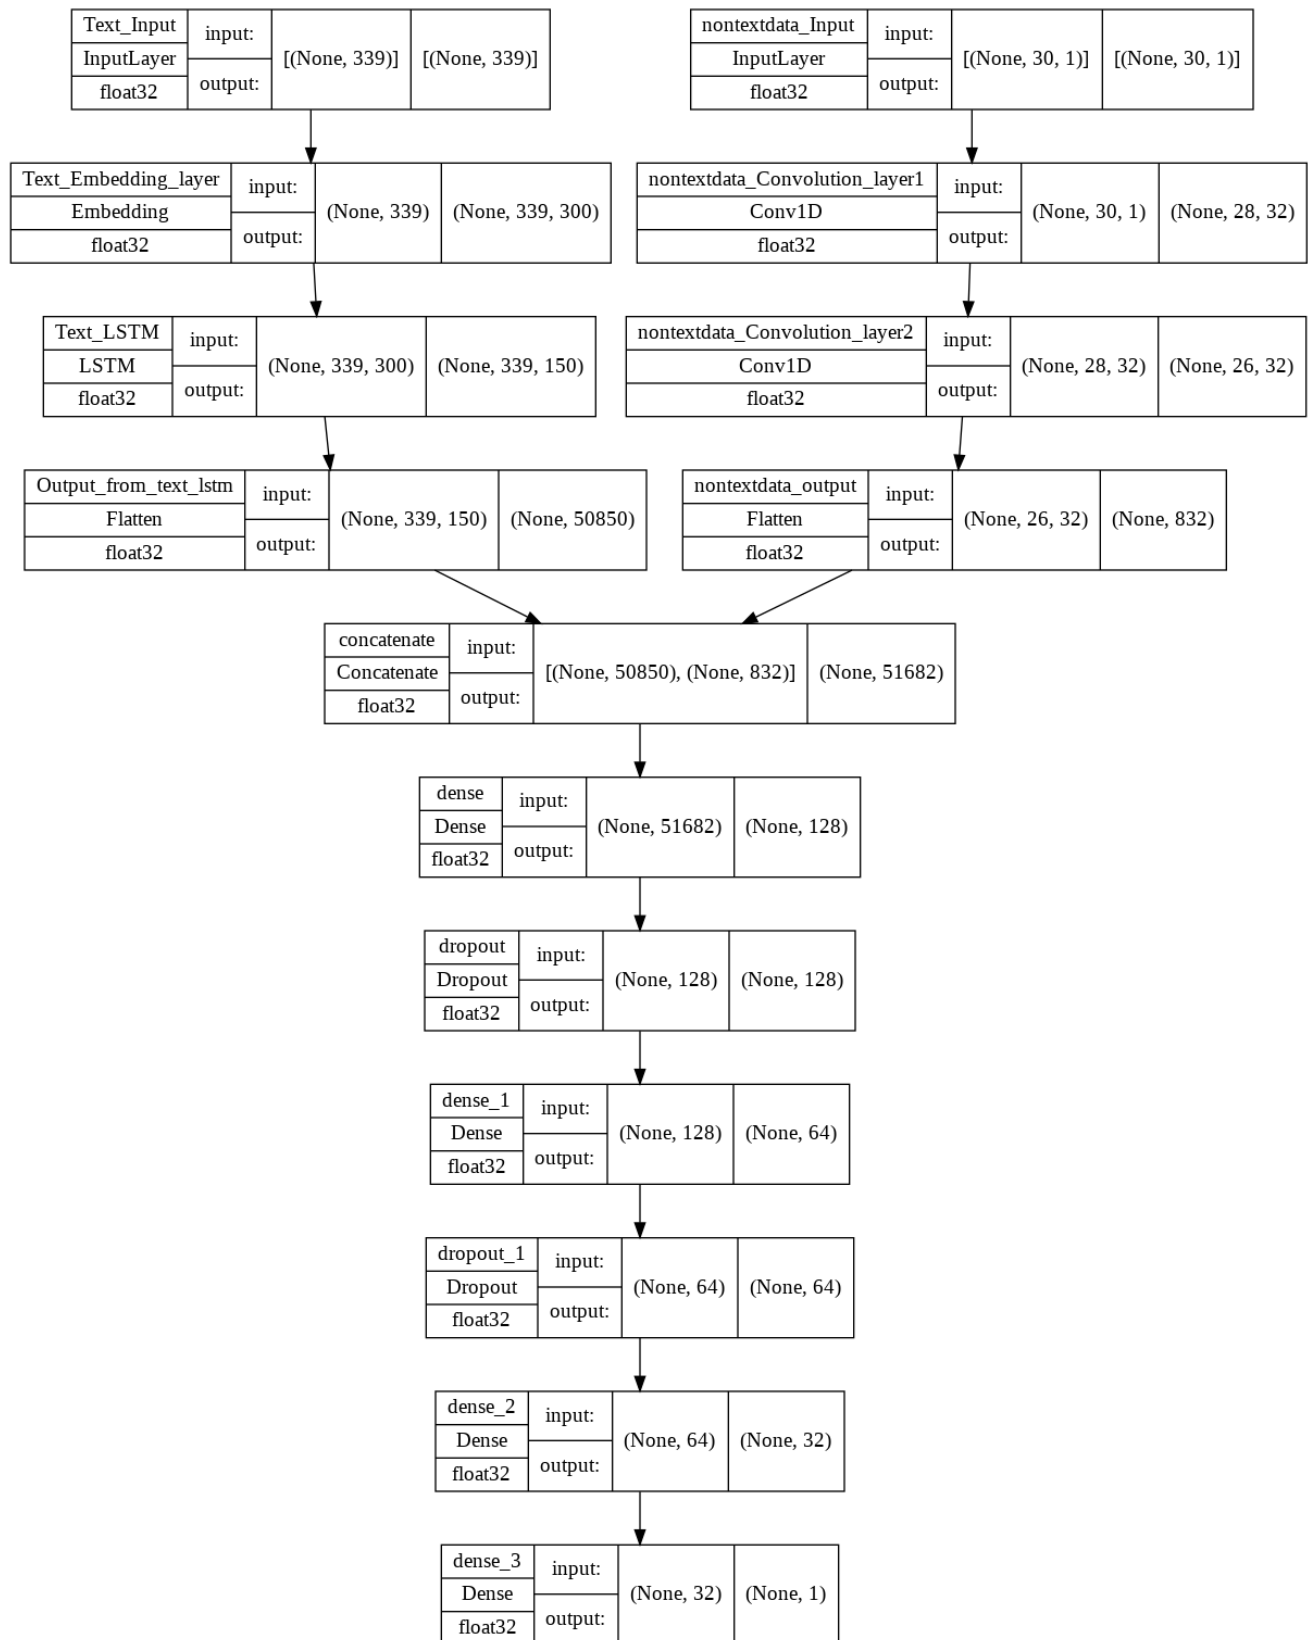 Text_Input
InputLayer
float32
input:
output:
[(None, 339)]
[(None, 339)]
nontextdata_Input
InputLayer
float32
input:
output:
[(None, 30, 1)]
[(None, 30, 1)]
Text_Embedding_layer
Embedding
float32
input:
output:
(None, 339)
(None, 339, 300)
nontextdata_Convolution_layer1
Conv1D
float32
input:
output:
(None, 30, 1)
(None, 28, 32)
Text_LSTM
LSTM
float32
input:
output:
(None, 339, 300)
(None, 339, 150)
nontextdata_Convolution_layer2
Conv1D
float32
input:
output:
(None, 28, 32)
(None, 26, 32)
Output_from_text_lstm
Flatten
float32
input:
output:
(None, 339, 150)
(None, 50850)
nontextdata_output
Flatten
float32
input:
output:
(None, 26, 32)
(None, 832)
concatenate
Concatenate
float32
input:
output:
[(None, 50850), (None, 832)]
(None, 51682)
dense
Dense
float32
input:
output:
(None, 51682)
(None, 128)
dropout
Dropout
float32
input:
output:
(None, 128)
(None, 128)
dense_1
Dense
float32
input:
output:
(None, 128)
(None, 64)
dropout_1
Dropout
float32
input:
output:
(None, 64)
(None, 64)
dense_2
Dense
float32
input:
output:
(None, 64)
(None, 32)
dense_3
Dense
float32
input:
output:
(None, 32)
(None, 1)